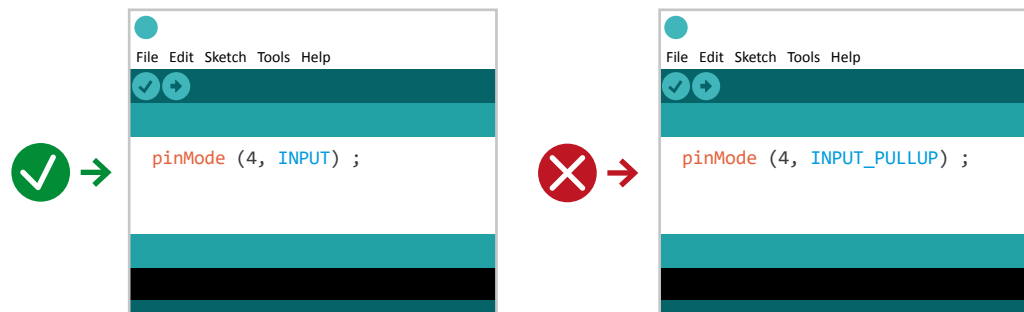 File Edit Sketch Tools Help
pinMode (4, INPUT) ;
File Edit Sketch Tools Help
pinMode (4, INPUT_PULLUP) ;